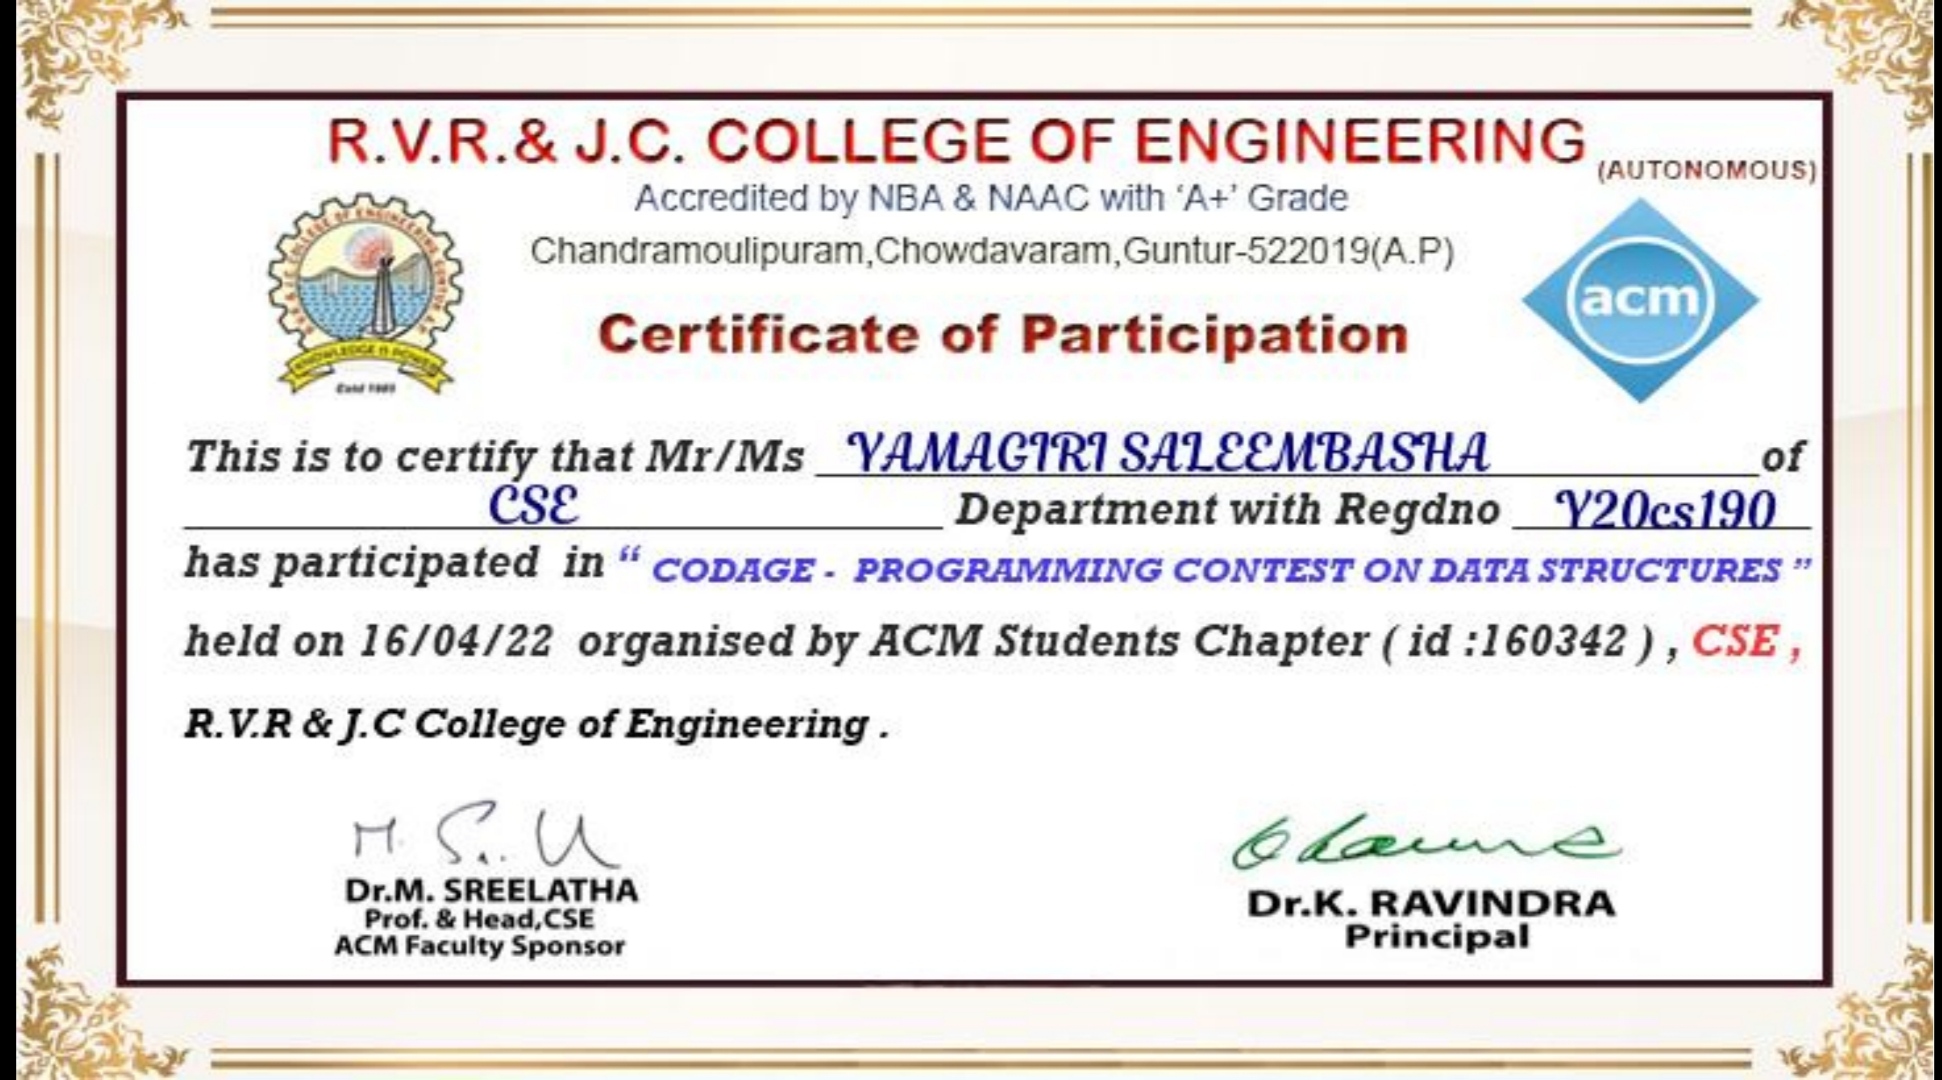 R.V.R.& J.C. COLLEGE OF ENGINEERING (AUTONOMOUS)
Accredited by NBA & NAAC with ‘A+’ Grade
Chandramoulipuram,Chowdavaram,Guntur-522019(A.P)
acm
KNOWLEDGE IS POWER
Estd 1985
Certificate of Participation
This is to certify that Mr/Ms YAMAGIRI SALEEMBASHA of
CSE Department with Regdno Y20cs190
has participated in “ CODAGE - PROGRAMMING CONTEST ON DATA STRUCTURES ”
held on 16/04/22 organised by ACM Students Chapter ( id :160342 ) , CSE ,
R.V.R & J.C College of Engineering .
Dr.M. SREELATHA
Prof. & Head,CSE
ACM Faculty Sponsor
Dr.K. RAVINDRA
Principal